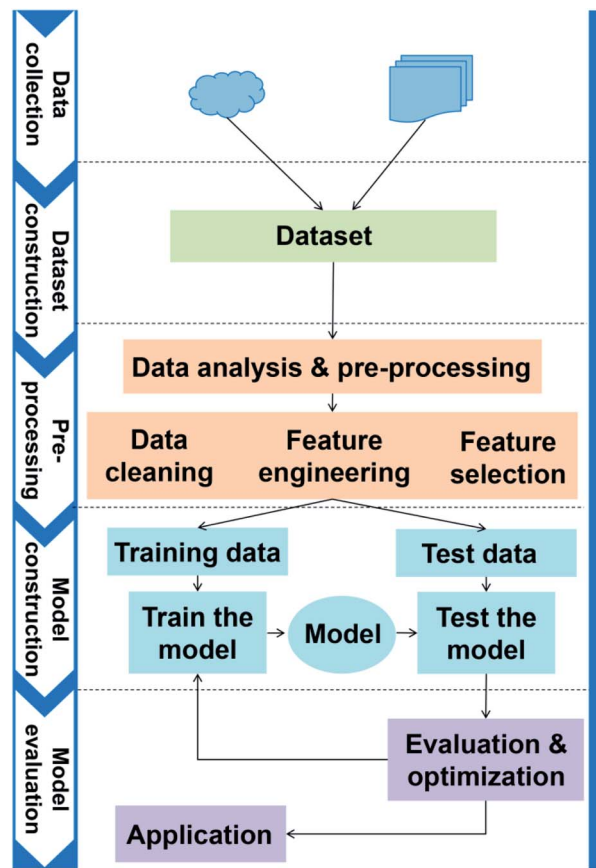 Data
collection
Dataset
Dataset
construction
Data analysis & pre-processing
Data
cleaning
Feature
engineering
Feature
selection
Pre-
processing
Training data
Test data
Train the
model
Model
Test the
model
Model
construction
Evaluation &
optimization
Application
Model
evaluation